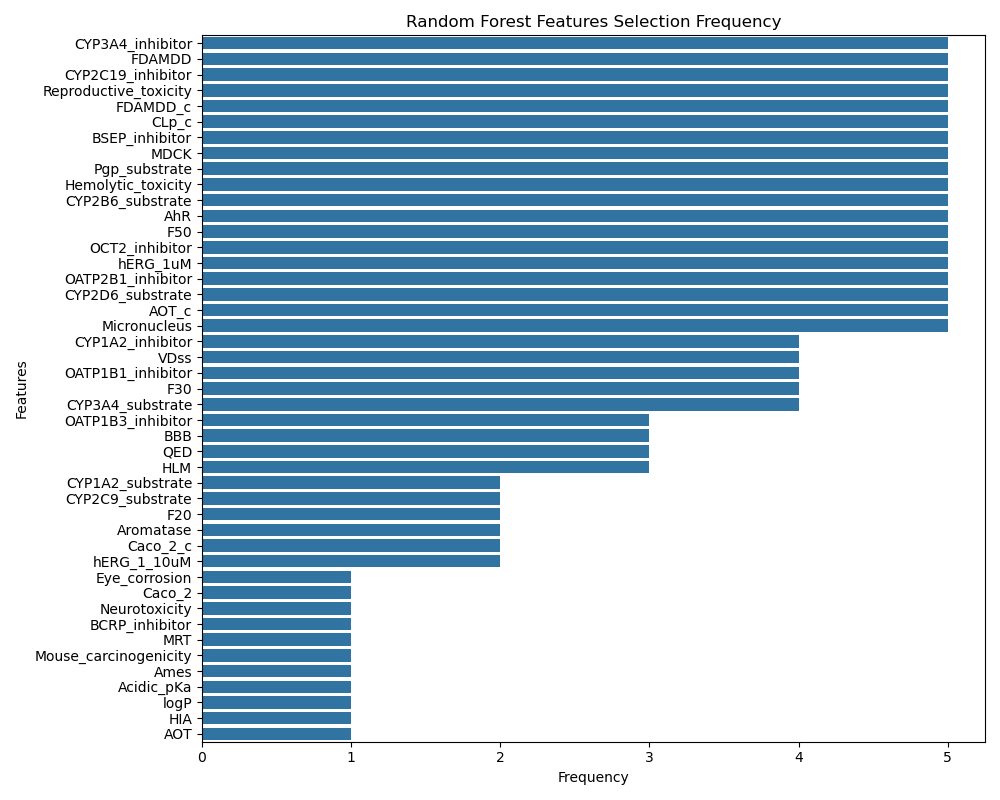 Random Forest Features Selection Frequency
CYP3A4_inhibitor
FDAMDD
CYP2C19_inhibitor
Reproductive_toxicity
FDAMDD_c
CLp_c
BSEP_inhibitor
MDCK
Pgp_substrate
Hemolytic_toxicity
CYP2B6_substrate
AhR
F50
OCT2_inhibitor
hERG_1uM
OATP2B1_inhibitor
CYP2D6_substrate
AOT_c
Micronucleus
CYP1A2_inhibitor
VDss
OATP1B1_inhibitor
F30
CYP3A4_substrate
OATP1B3_inhibitor
BBB
QED
HLM
CYP1A2_substrate
CYP2C9_substrate
F20
Aromatase
Caco_2_c
hERG_1_10uM
Eye_corrosion
Caco_2
Neurotoxicity
BCRP_inhibitor
MRT
Mouse_carcinogenicity
Ames
Acidic_pKa
logP
HIA
AOT
Features
0 1 2 3 4 5
Frequency